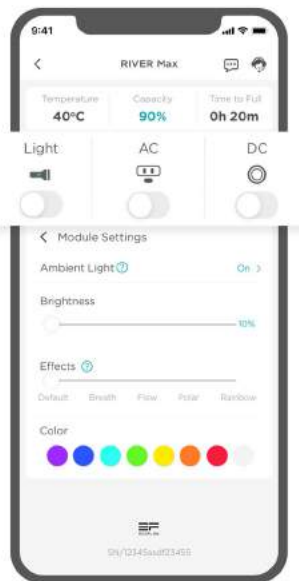 9:41
RIVER Max
Temperature Capacity Time to Full
40°C 90% 0h 20m
Light AC DC
Module Settings
Ambient Light On
Brightness
10%
Effects
Default Breath Flow Polar Rainbow
Color